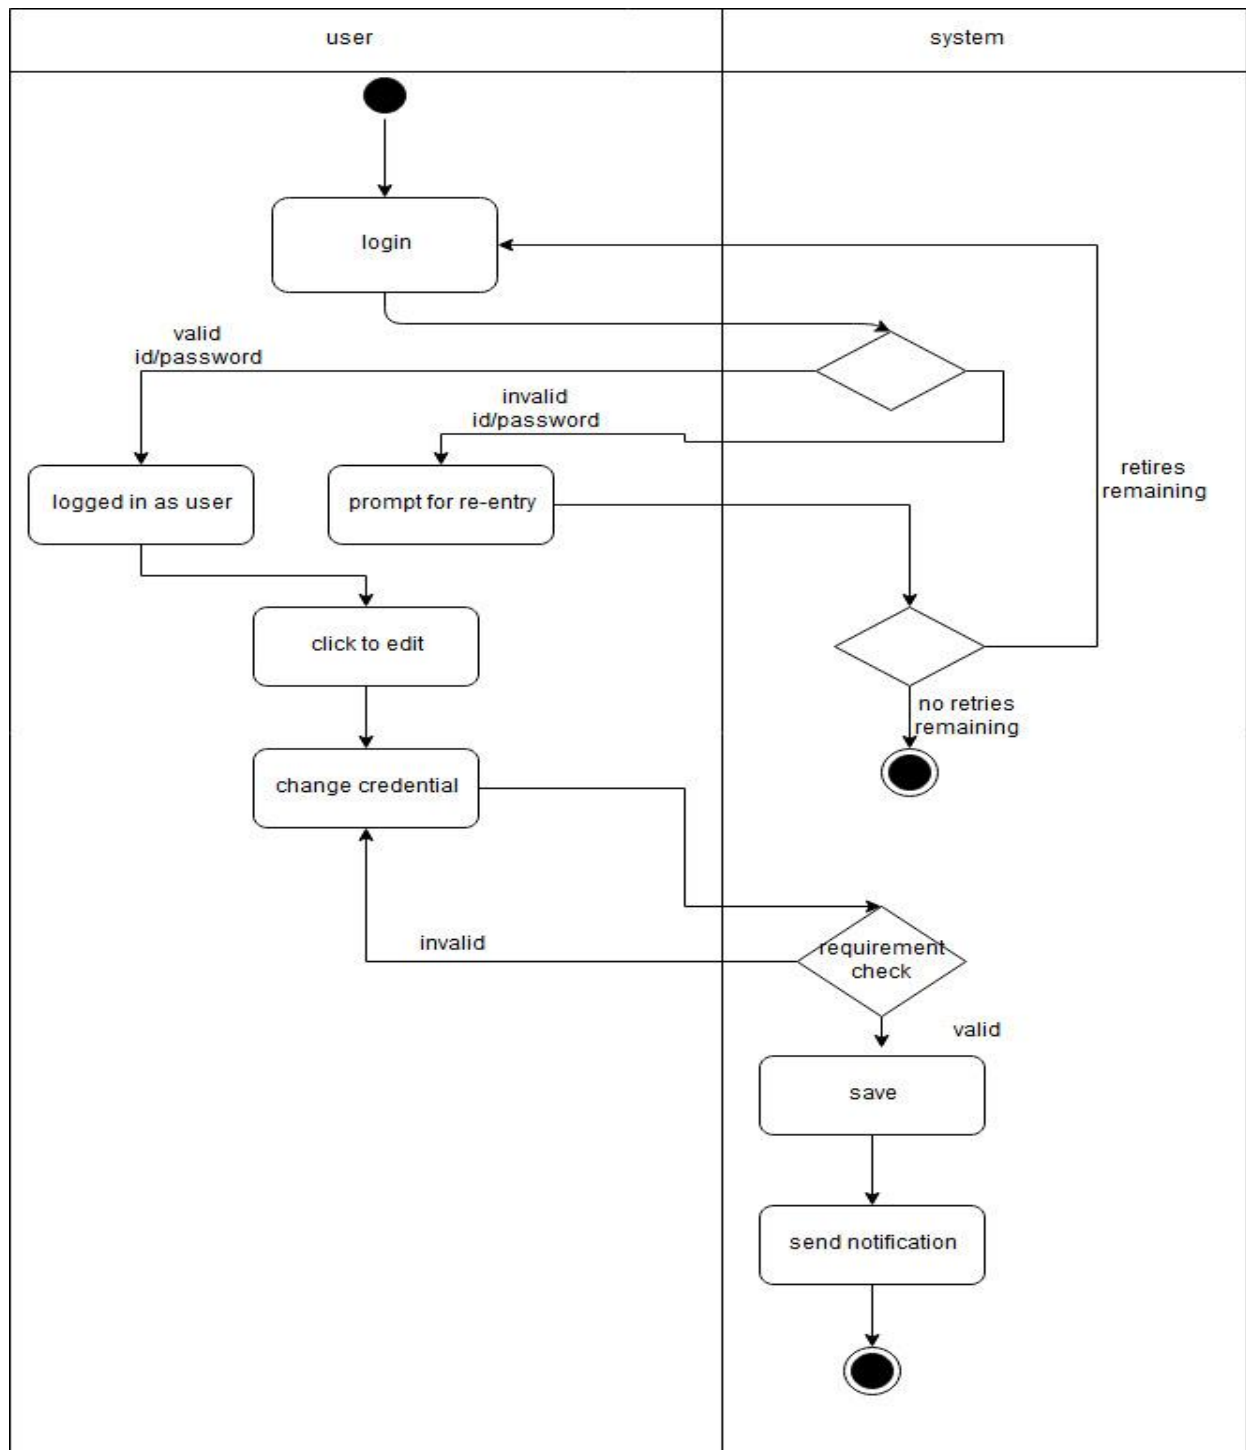 user
system
login
valid
id/password
invalid
id/password
retires
remaining
logged in as user
prompt for re-entry
click to edit
no retries
remaining
change credential
invalid
requirement
check
valid
save
send notification